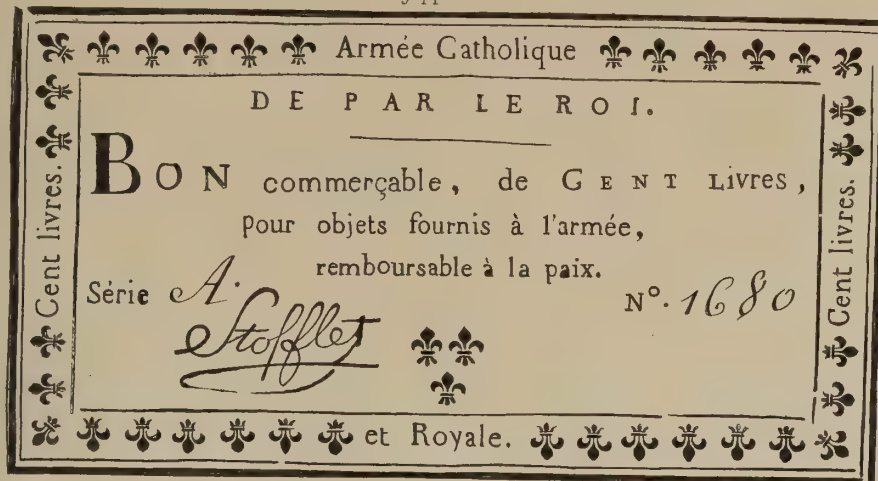 Armée Catholique
DE PAR LE ROI.
BON commerçable, de GENT Livres,
pour objets fournis à l'armée,
remboursable à la paix.
Série A.
N°. 1680
Stofflet
Cent livres.
Cent livres.
et Royale.